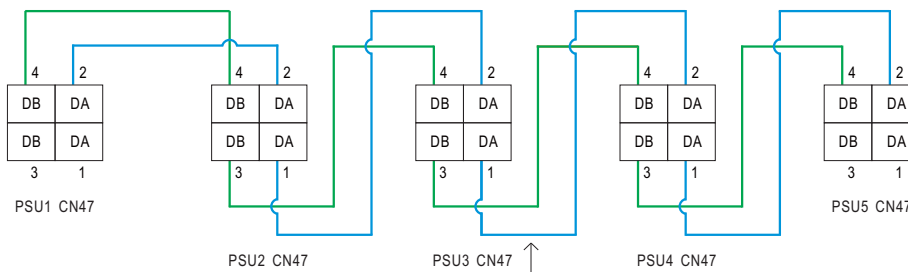 4 2 4 2 4 2 4 2 4 2
DB DA DB DA DB DA DB DA DB DA
DB DA DB DA DB DA DB DA DB DA
3 1 3 1 3 1 3 1 3 1
PSU1 CN47 PSU5 CN47
PSU2 CN47 PSU3 CN47 PSU4 CN47